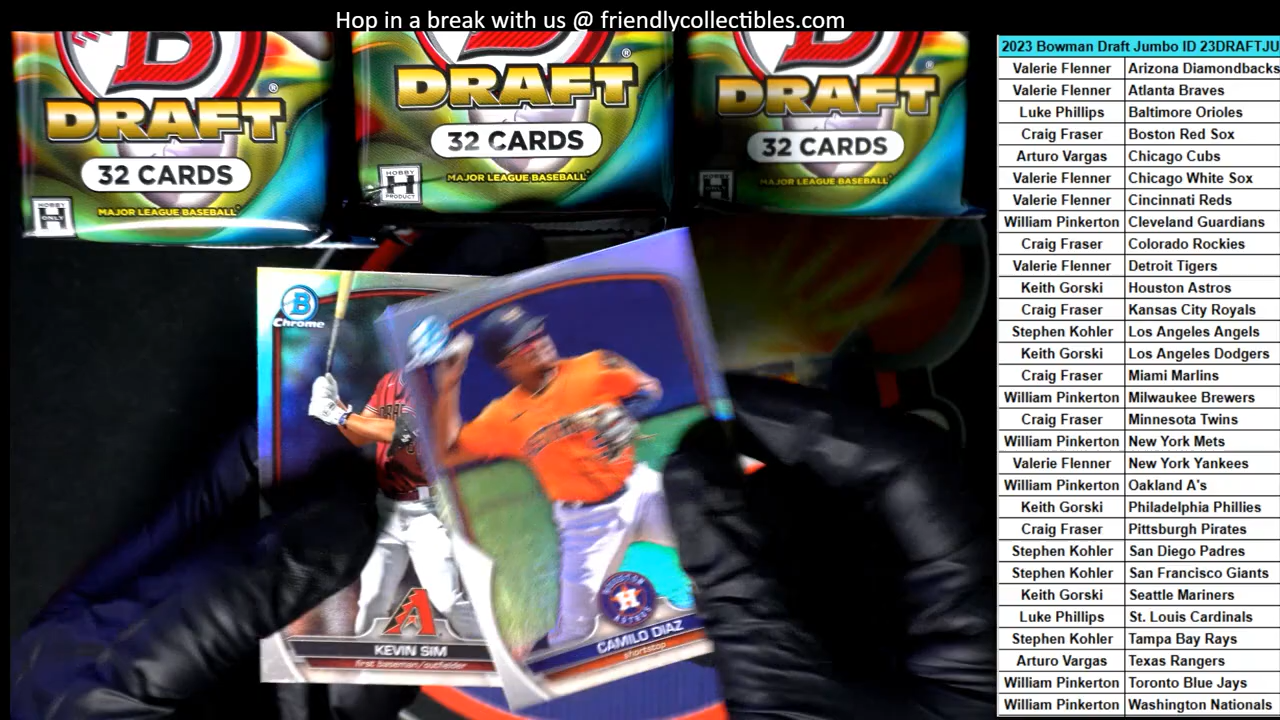 Hop in a break with us @ friendlycollectibles.com
DRAFT
32 CARDS
HOBBY ONLY
H
MAJOR LEAGUE BASEBALL
DRAFT
32 CARDS
HOBBY PRODUCT
H
MAJOR LEAGUE BASEBALL
DRAFT
32 CARDS
H
MAJOR LEAGUE BASEBALL
B
Chrome
A
KEVIN SIM
first baseman/outfielder
HOUSTON
H
ASTROS
CAMILO DIAZ
shortstop
2023 Bowman Draft Jumbo ID 23DRAFTJU
Valerie Flenner Arizona Diamondbacks
Valerie Flenner Atlanta Braves
Luke Phillips Baltimore Orioles
Craig Fraser Boston Red Sox
Arturo Vargas Chicago Cubs
Valerie Flenner Chicago White Sox
Valerie Flenner Cincinnati Reds
William Pinkerton Cleveland Guardians
Craig Fraser Colorado Rockies
Valerie Flenner Detroit Tigers
Keith Gorski Houston Astros
Craig Fraser Kansas City Royals
Stephen Kohler Los Angeles Angels
Keith Gorski Los Angeles Dodgers
Craig Fraser Miami Marlins
William Pinkerton Milwaukee Brewers
Craig Fraser Minnesota Twins
William Pinkerton New York Mets
Valerie Flenner New York Yankees
William Pinkerton Oakland A's
Keith Gorski Philadelphia Phillies
Craig Fraser Pittsburgh Pirates
Stephen Kohler San Diego Padres
Stephen Kohler San Francisco Giants
Keith Gorski Seattle Mariners
Luke Phillips St. Louis Cardinals
Stephen Kohler Tampa Bay Rays
Arturo Vargas Texas Rangers
William Pinkerton Toronto Blue Jays
William Pinkerton Washington Nationals